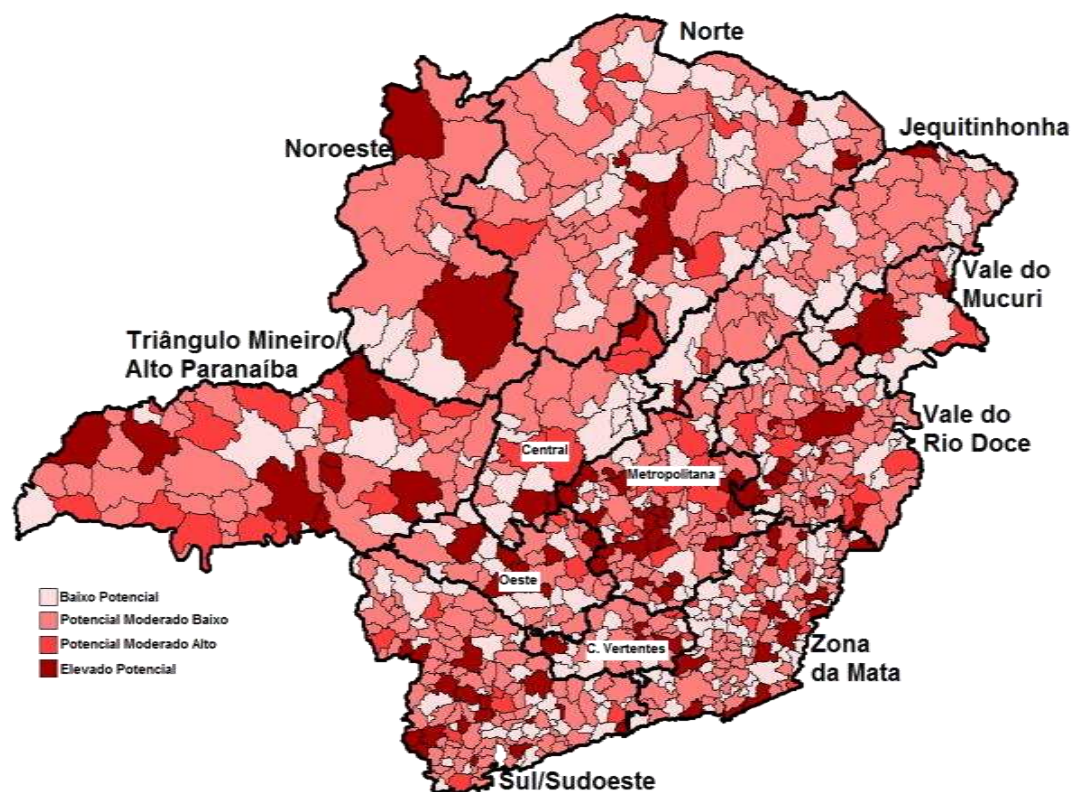 Norte
Jequitinhonha
Noroeste
Vale do
Mucuri
Triângulo Mineiro/
Alto Paranaíba
Vale do
Rio Doce
Central
Metropolitana
Oeste
Baixo Potencial
Potencial Moderado Baixo
Potencial Moderado Alto
Elevado Potencial
C. Vertentes
Zona
da Mata
Sul/Sudoeste